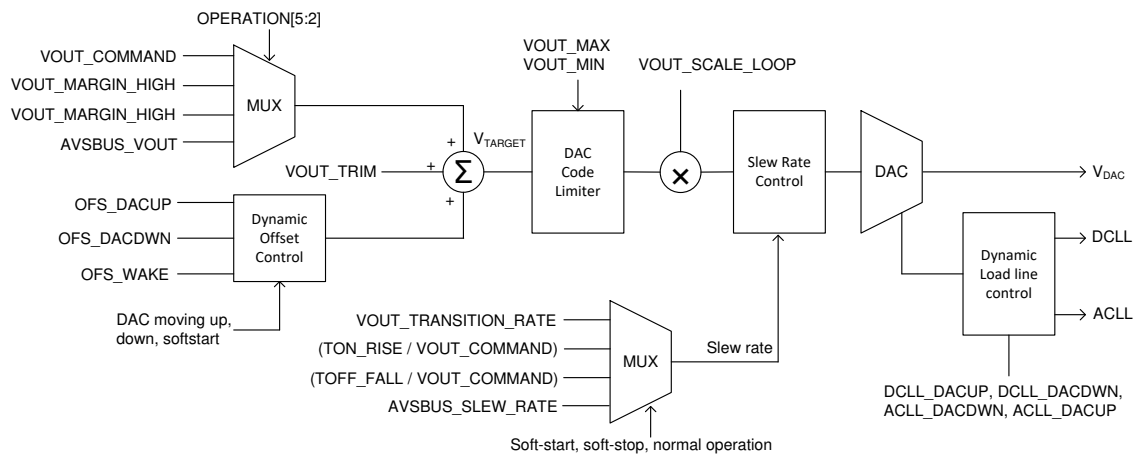 OPERATION[5:2]
VOUT_COMMAND
VOUT_MARGIN_HIGH
VOUT_MARGIN_HIGH
AVSBUS_VOUT
MUX
VOUT_TRIM
+
+
+
Σ
VTARGET
OFS_DACUP
OFS_DACDWN
OFS_WAKE
Dynamic
Offset
Control
DAC moving up,
down, softstart
VOUT_MAX
VOUT_MIN
DAC
Code
Limiter
VOUT_SCALE_LOOP
×
Slew Rate
Control
DAC
VDAC
Dynamic
Load line
control
DCLL
ACLL
DCLL_DACUP, DCLL_DACDWN,
ACLL_DACDWN, ACLL_DACUP
VOUT_TRANSITION_RATE
(TON_RISE / VOUT_COMMAND)
(TOFF_FALL / VOUT_COMMAND)
AVSBUS_SLEW_RATE
MUX
Slew rate
Soft-start, soft-stop, normal operation